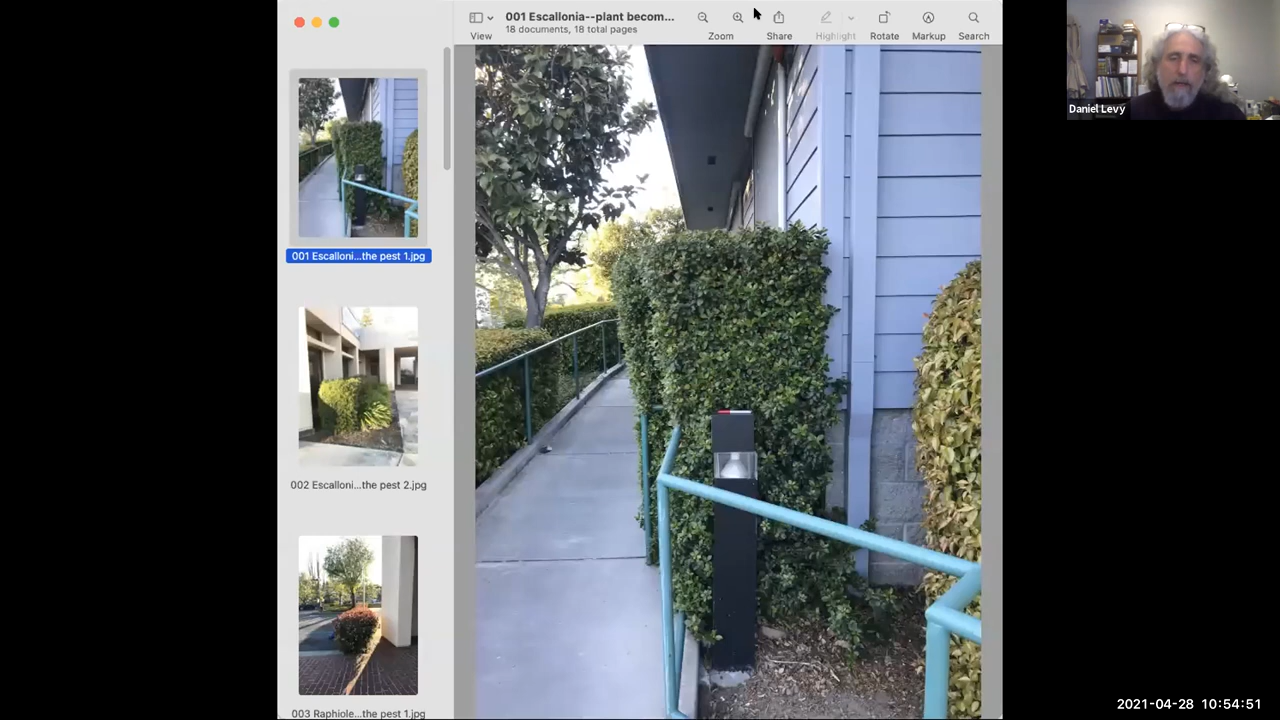 001 Escallonia--plant becom...
18 documents, 18 total pages
View
Zoom
Share
Highlight
Rotate
Markup
Search
001 Escalloni...the pest 1.jpg
002 Escalloni...the pest 2.jpg
003 Raphiole...the pest 1.jpg
Daniel Levy
2021-04-28 10:54:51